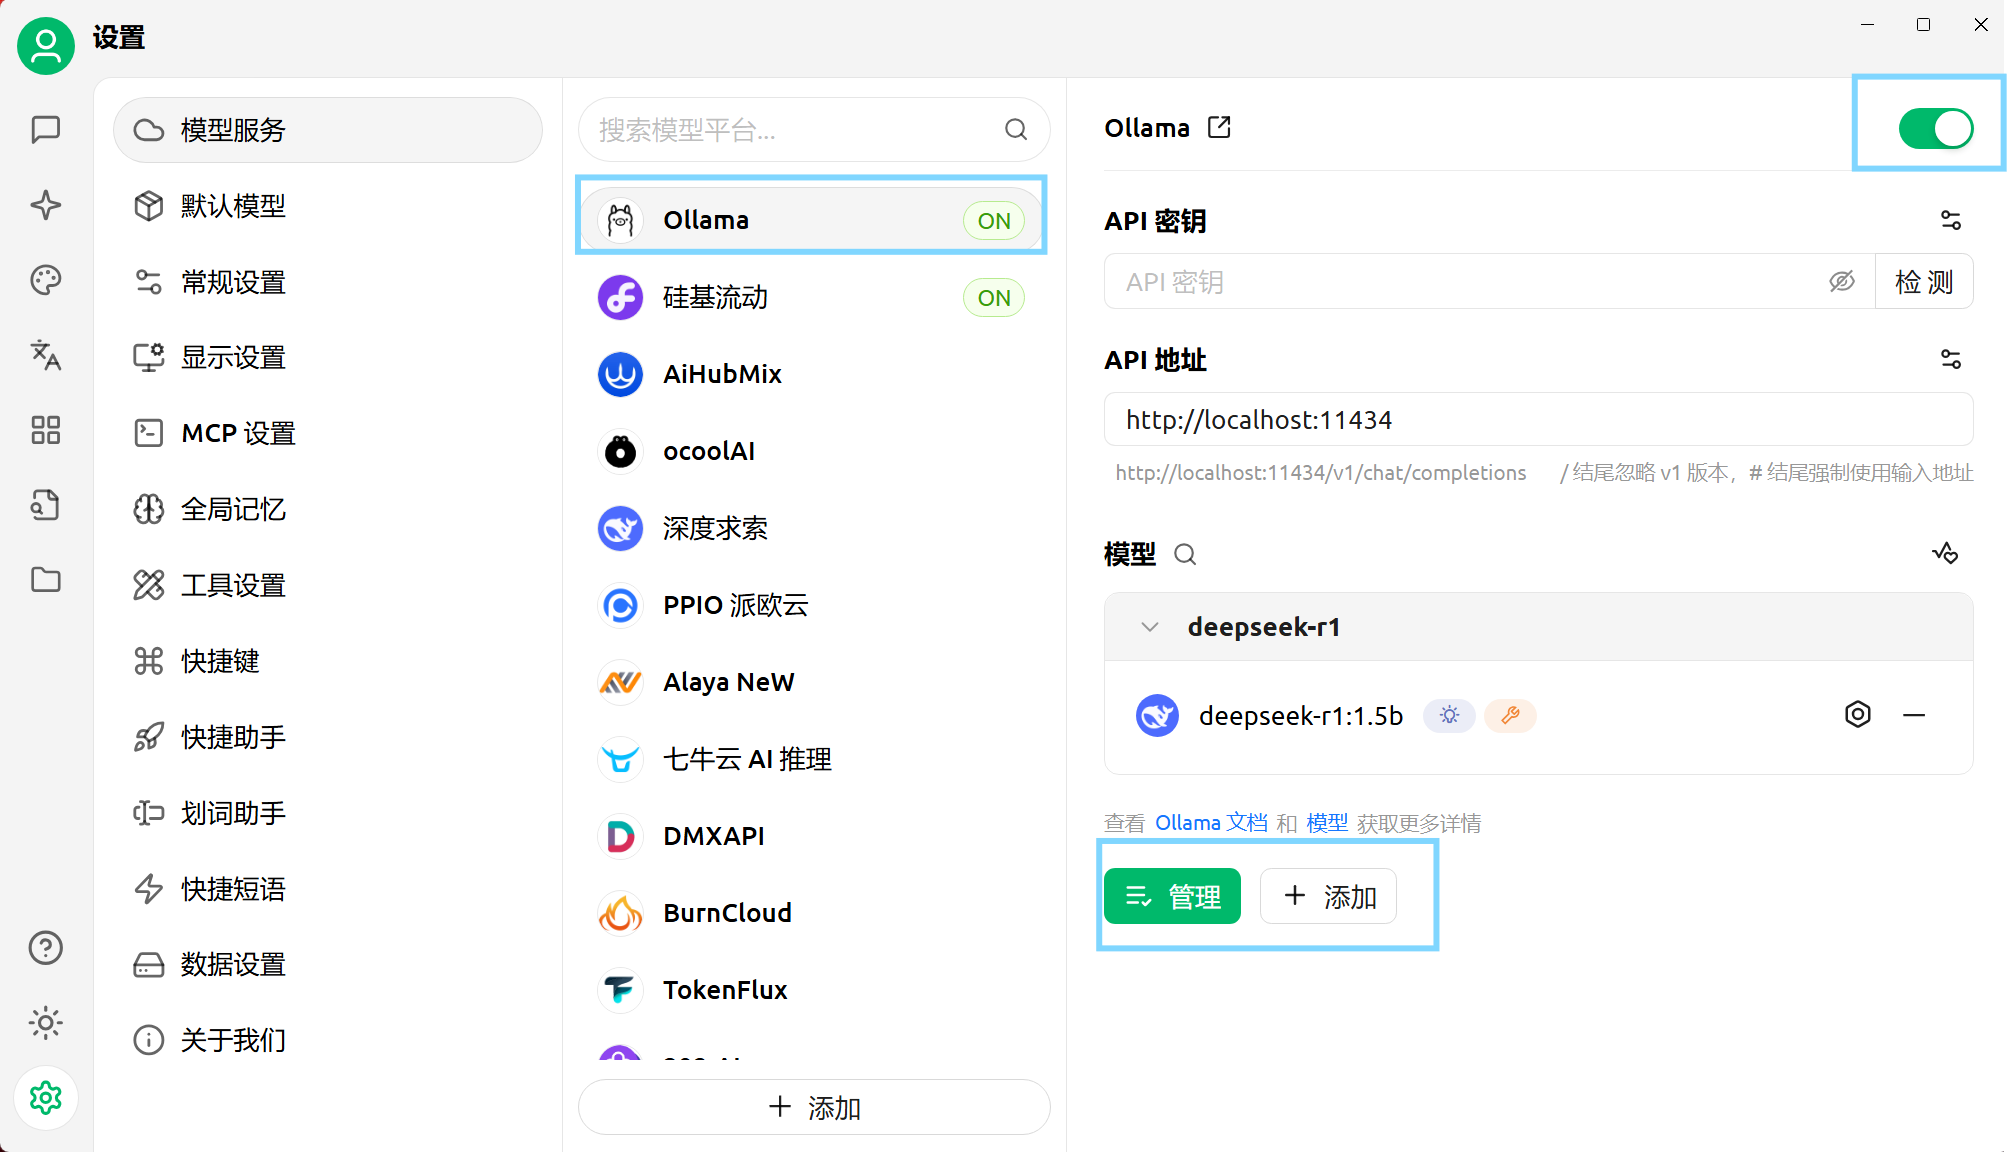 设置
模型服务
默认模型
常规设置
显示设置
MCP 设置
全局记忆
工具设置
快捷键
快捷助手
划词助手
快捷短语
数据设置
关于我们
搜索模型平台...
Ollama ON
硅基流动 ON
AiHubMix
ocoolAI
深度求索
PPIO 派欧云
Alaya NeW
七牛云 AI 推理
DMXAPI
BurnCloud
TokenFlux
添加
Ollama
API 密钥
API 密钥 检测
API 地址
http://localhost:11434
http://localhost:11434/v1/chat/completions / 结尾忽略 v1 版本，# 结尾强制使用输入地址
模型
deepseek-r1
deepseek-r1:1.5b
查看 Ollama 文档 和 模型 获取更多详情
管理 添加